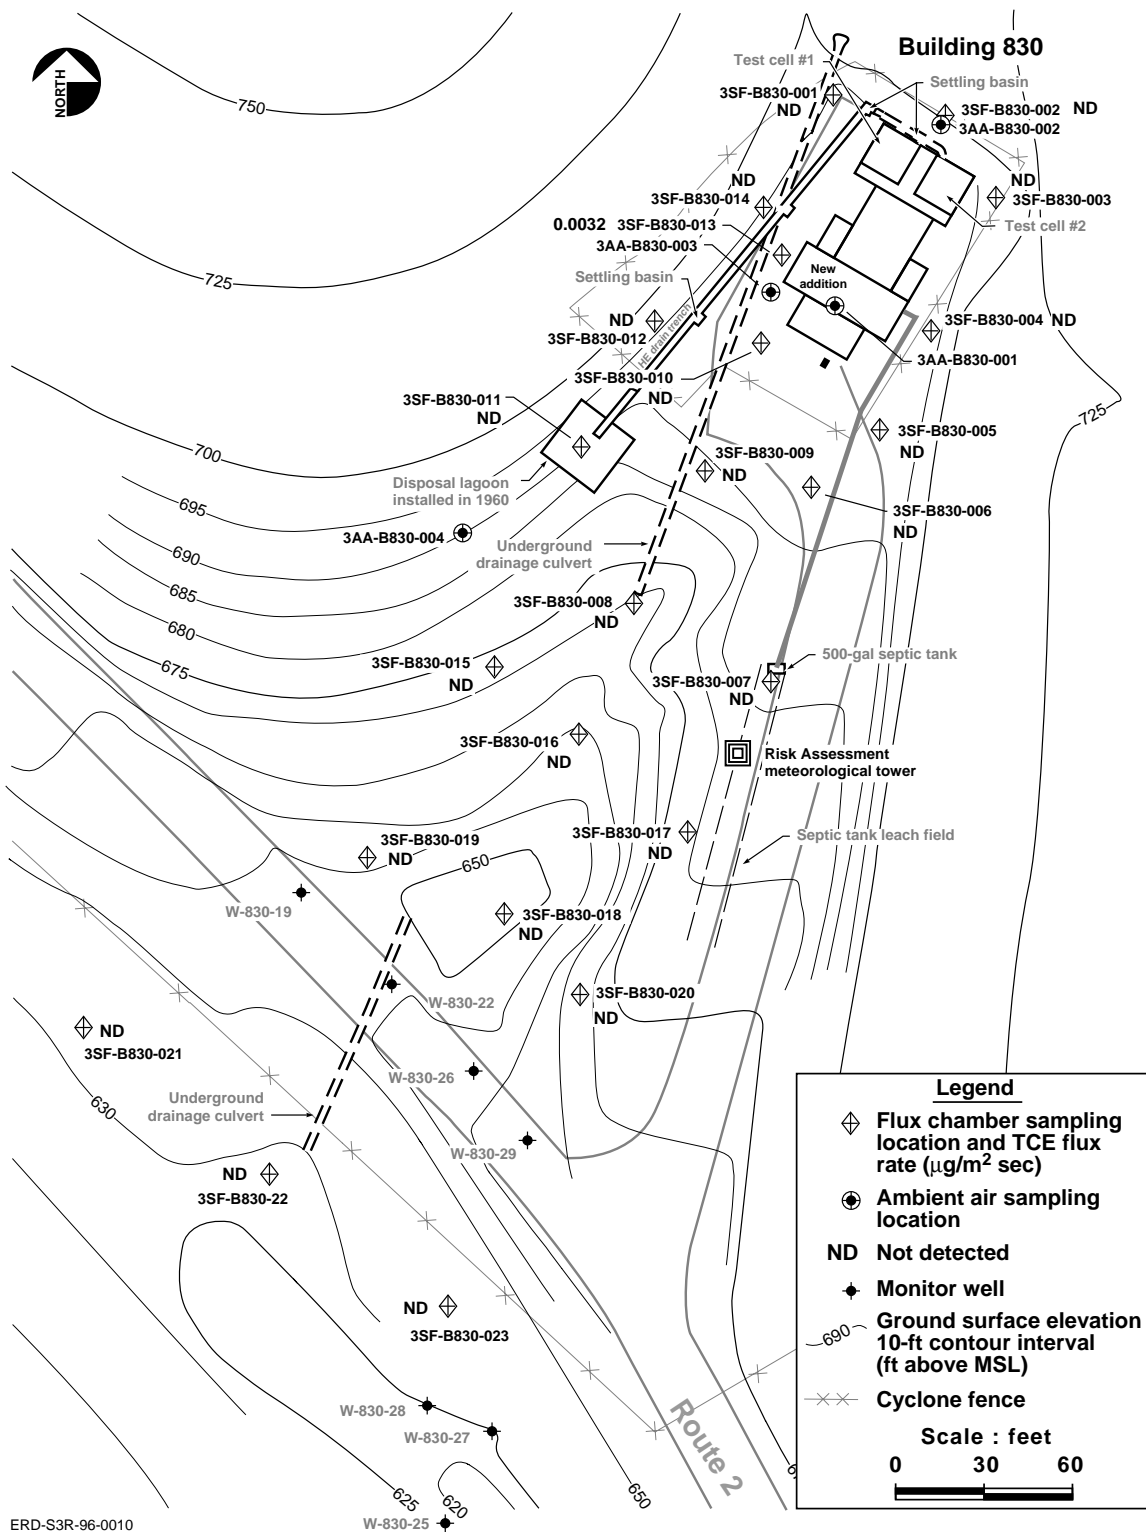 Building 830
Test cell #1
Settling basin
NORTH
750
3SF-B830-001
ND
3SF-B830-002 ND
3AA-B830-002
ND
3SF-B830-014
ND
3SF-B830-003
0.0032 3SF-B830-013
Test cell #2
3AA-B830-003
725
Settling basin
New
addition
HE drain trench
ND
3SF-B830-012
3SF-B830-004 ND
3AA-B830-001
3SF-B830-010
ND
3SF-B830-011
ND
725
3SF-B830-005
ND
700
3SF-B830-009
ND
Disposal lagoon
installed in 1960
695
3SF-B830-006
ND
3AA-B830-004
690
Underground
drainage culvert
685
3SF-B830-008
ND
680
675
3SF-B830-015
ND
500-gal septic tank
3SF-B830-007
ND
3SF-B830-016
ND
Risk Assessment
meteorological tower
3SF-B830-017
ND
Septic tank leach field
3SF-B830-019
ND
650
W-830-19
3SF-B830-018
ND
W-830-22
3SF-B830-020
ND
ND
3SF-B830-021
W-830-26
630
Underground
drainage culvert
W-830-29
ND
3SF-B830-22
ND
3SF-B830-023
W-830-28
W-830-27
Route 2
625
620
650
W-830-25
Legend
Flux chamber sampling
location and TCE flux
rate (μg/m² sec)
Ambient air sampling
location
ND Not detected
Monitor well
690
Ground surface elevation
10-ft contour interval
(ft above MSL)
Cyclone fence
Scale : feet
0 30 60
ERD-S3R-96-0010